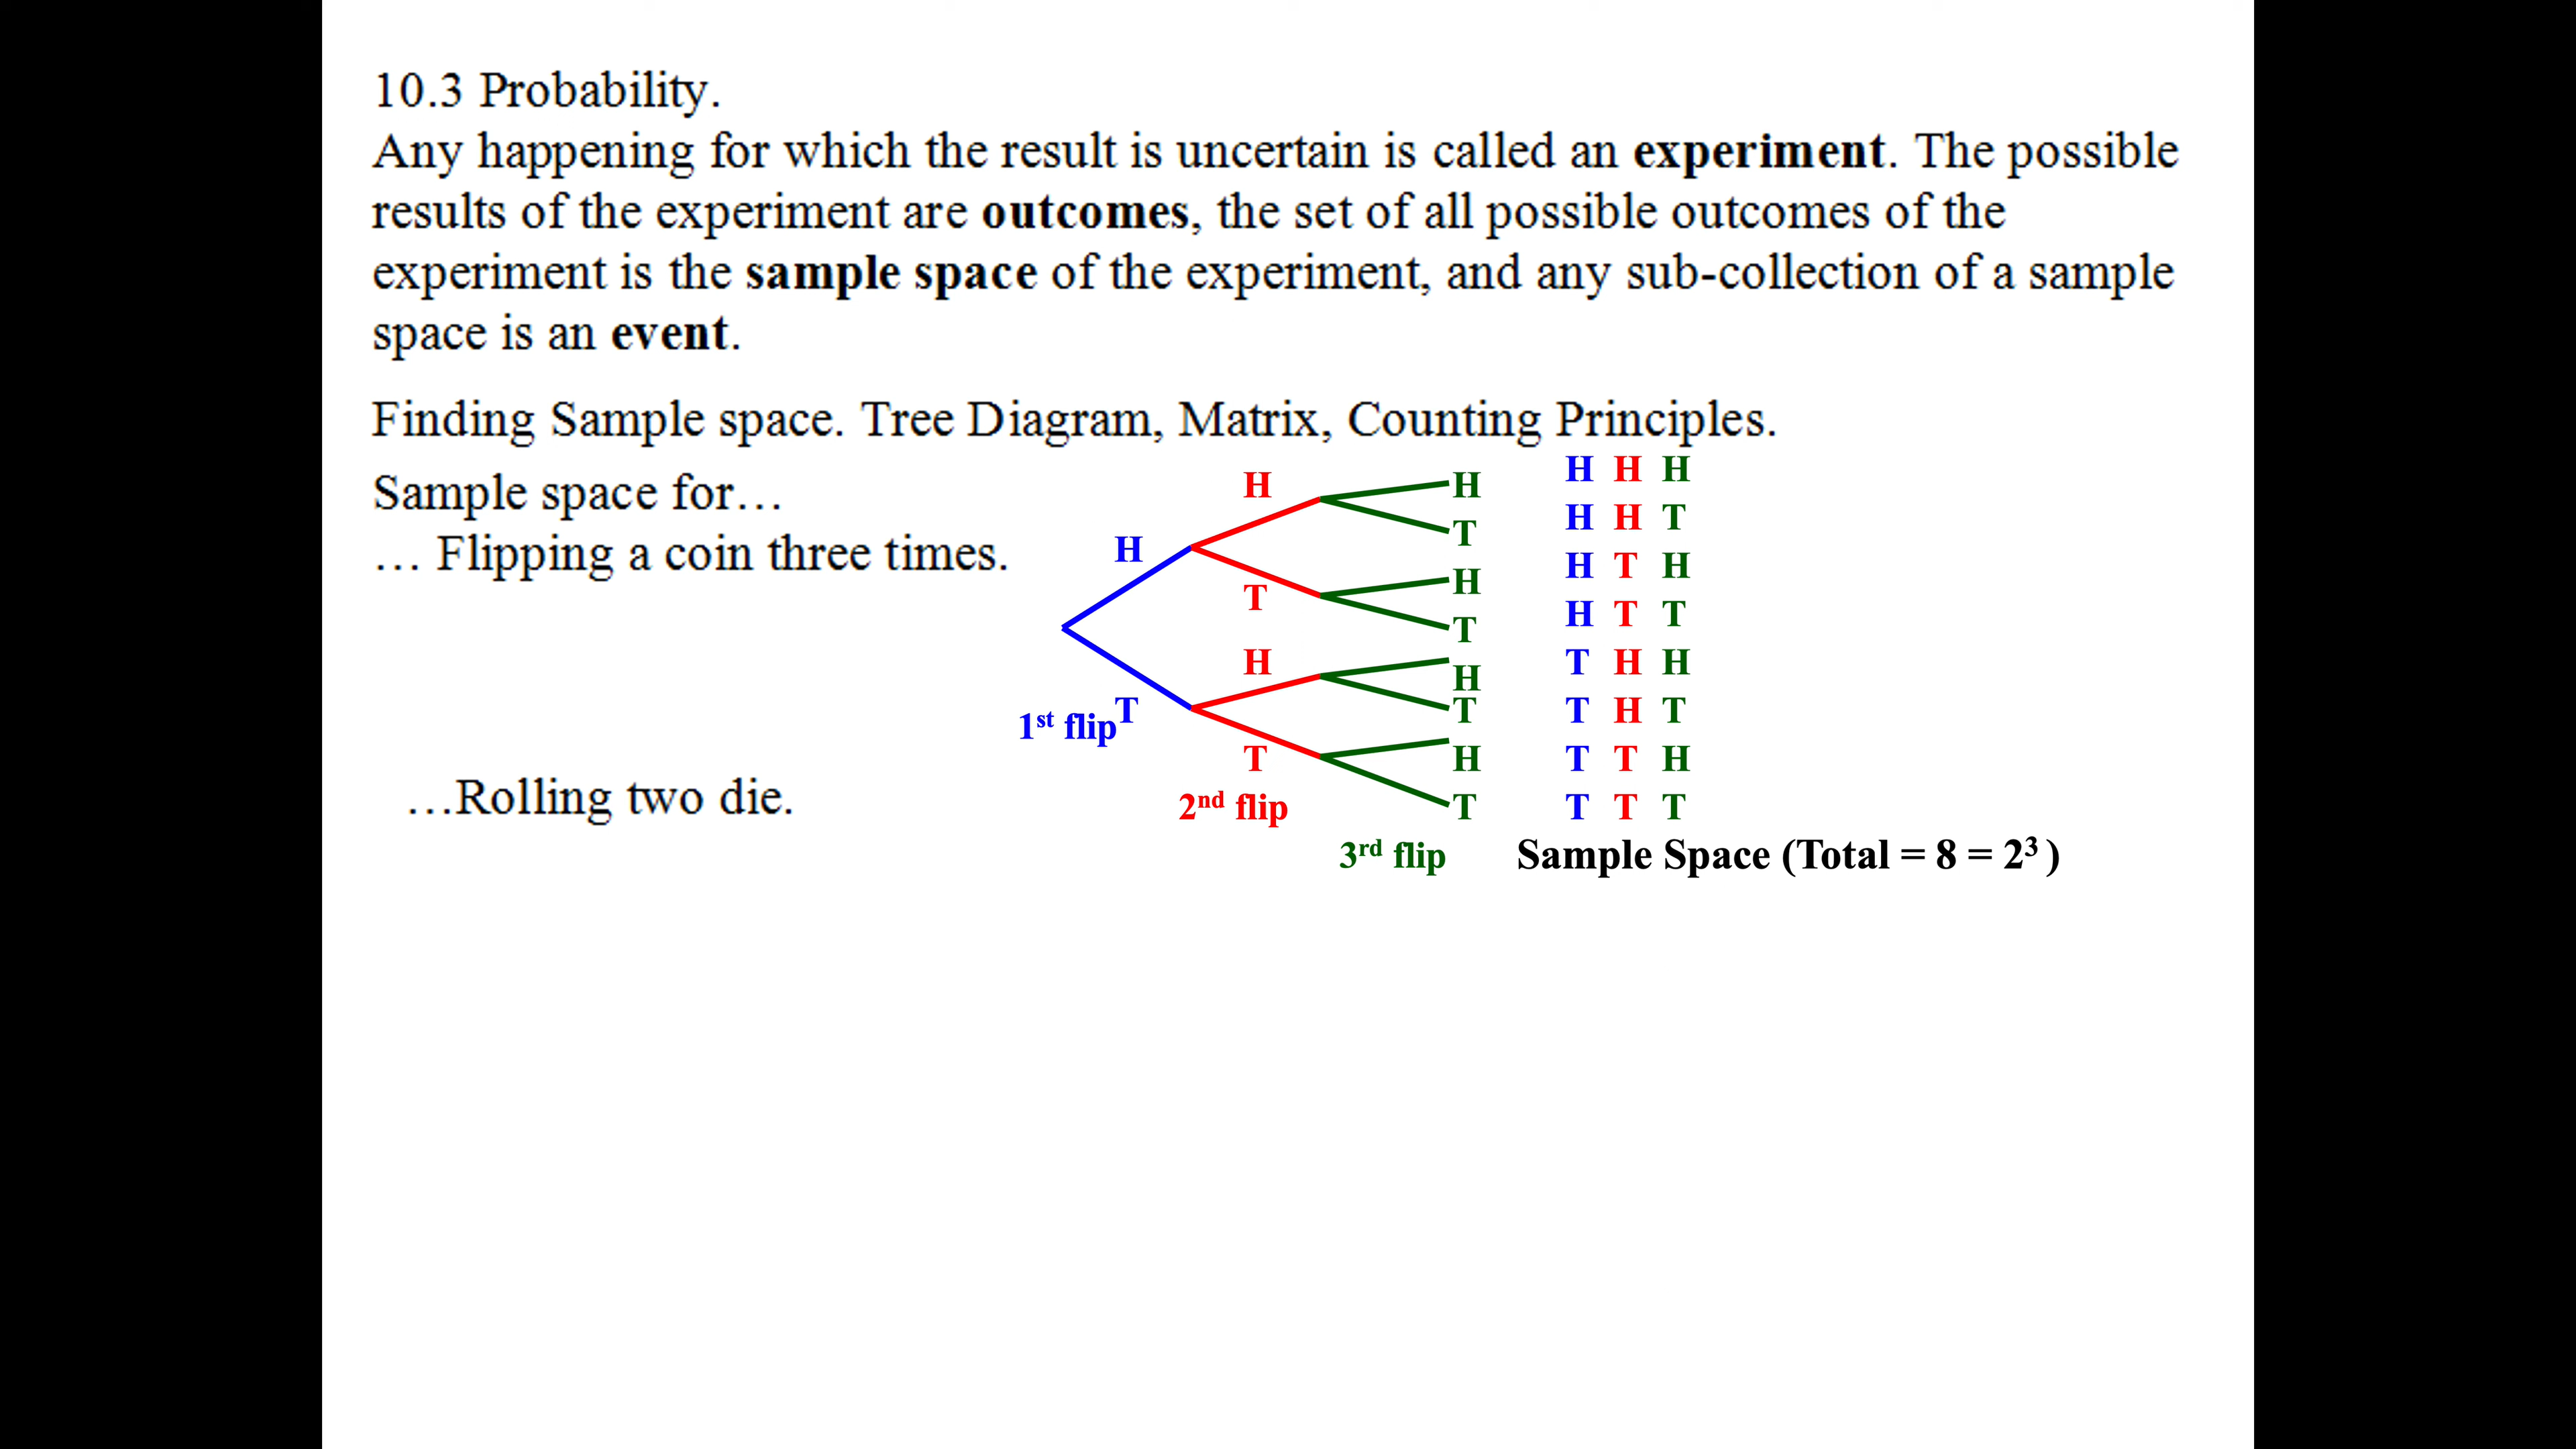 10.3 Probability.
Any happening for which the result is uncertain is called an experiment. The possible
results of the experiment are outcomes, the set of all possible outcomes of the
experiment is the sample space of the experiment, and any sub-collection of a sample
space is an event.
Finding Sample space. Tree Diagram, Matrix, Counting Principles.
Sample space for…
… Flipping a coin three times.
…Rolling two die.
H
T
1st flip
H
T
H
T
2nd flip
H
T
H
T
H
T
H
T
3rd flip
H H H
H H T
H T H
H T T
T H H
T H T
T T H
T T T
Sample Space (Total = 8 = 2³ )